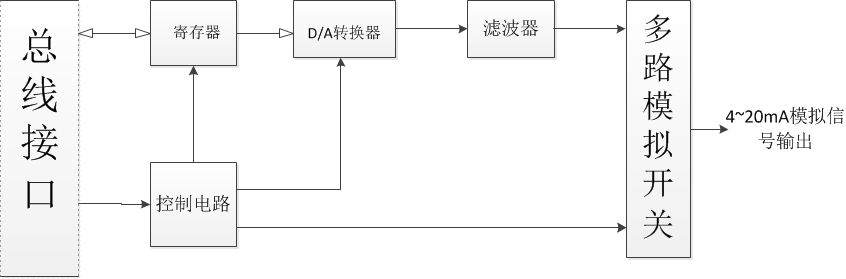 总线接口
寄存器
D/A转换器
滤波器
多路模拟开关
4~20mA模拟信
号输出
控制电路